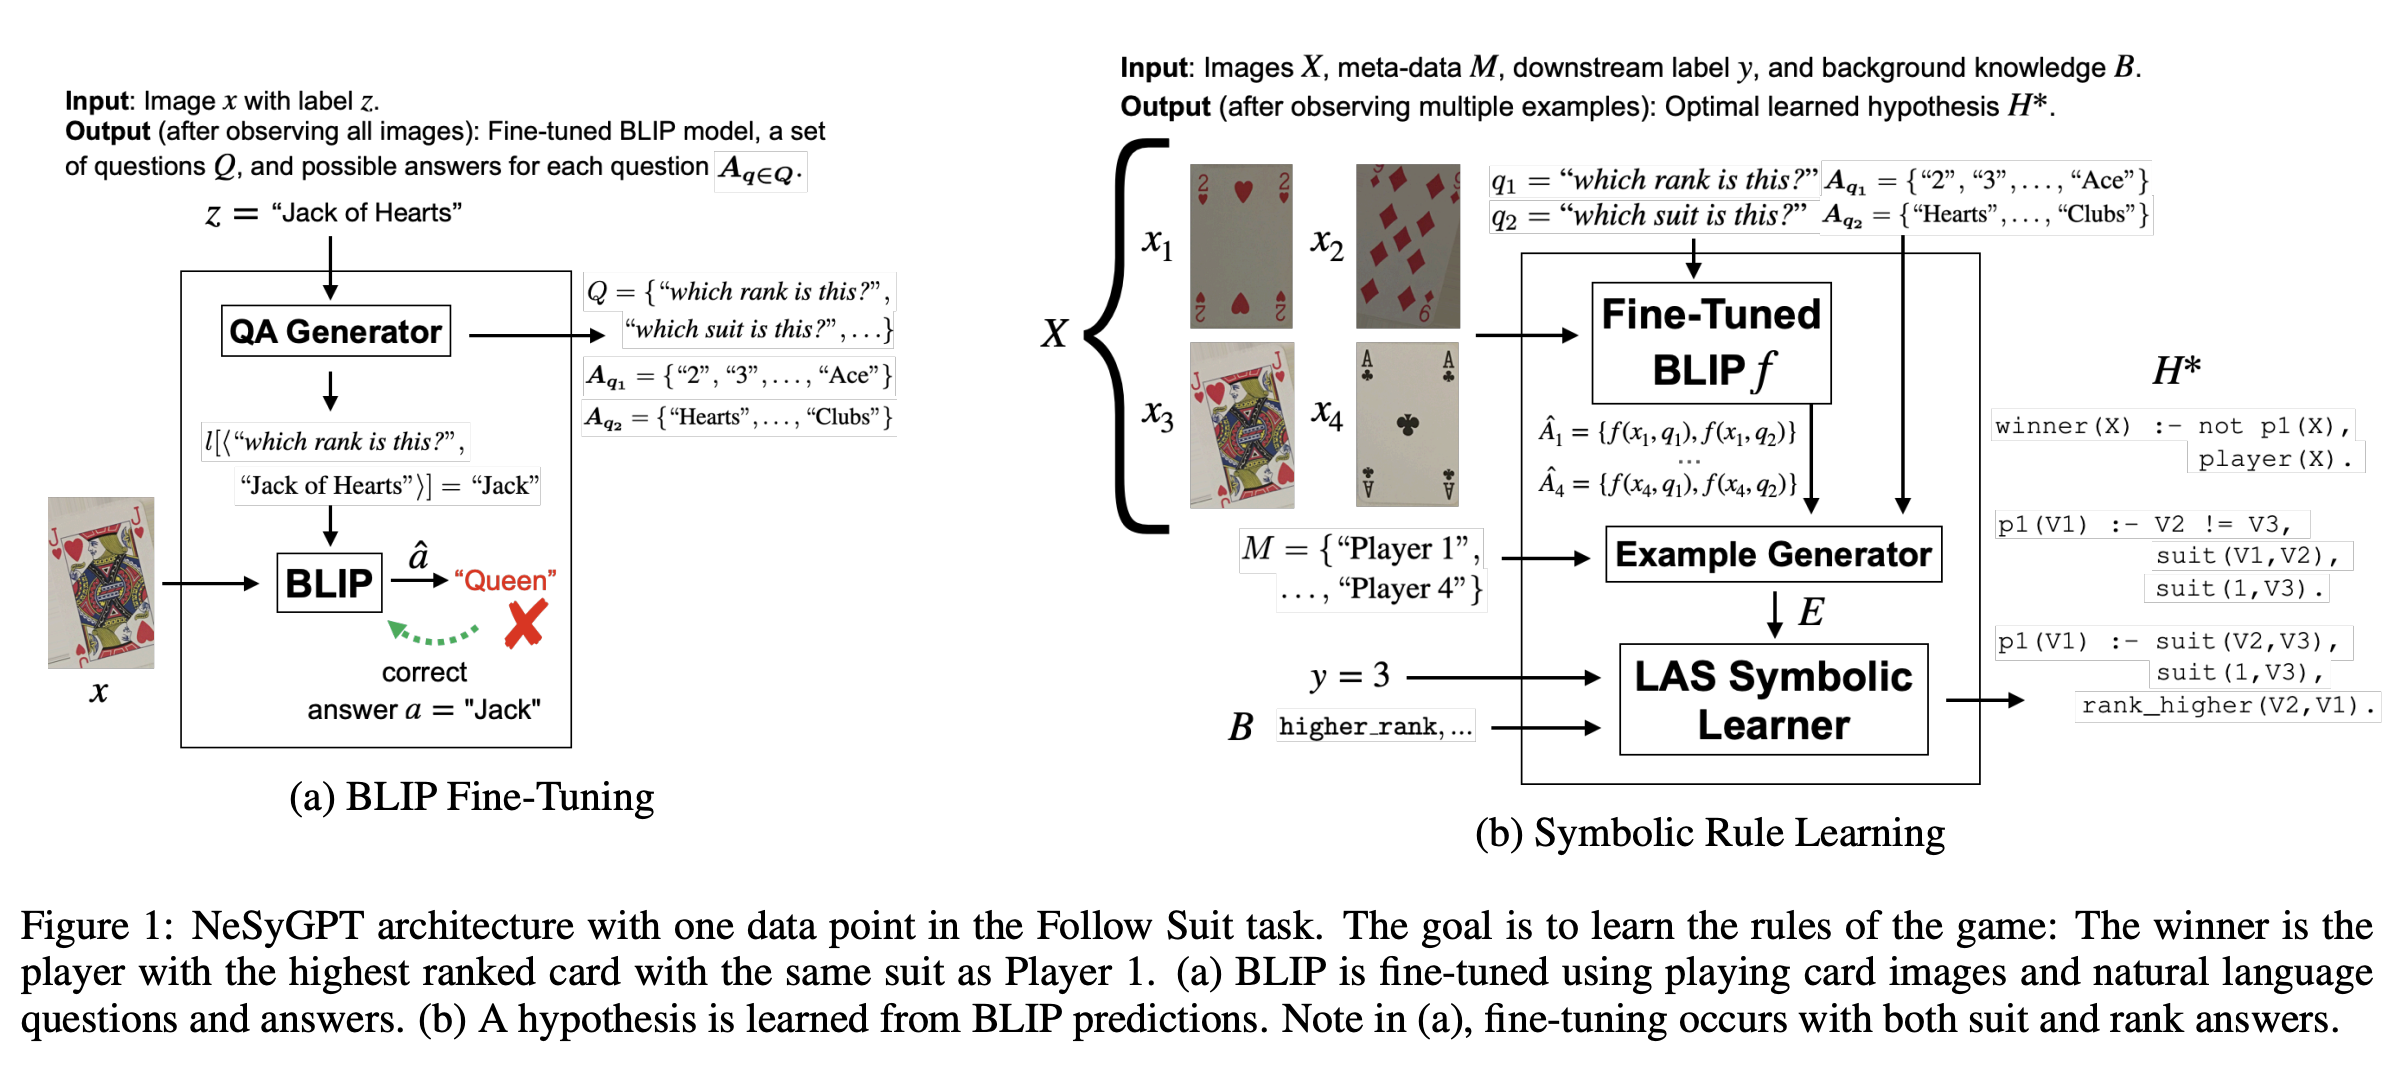 Input: Image x with label z.
Output (after observing all images): Fine-tuned BLIP model, a set
of questions Q, and possible answers for each question A_{q∈Q}.
z = “Jack of Hearts”
QA Generator
Q = {“which rank is this?”,
“which suit is this?”, . . .}
A_{q_1} = {“2”, “3”, . . . , “Ace”}
A_{q_2} = {“Hearts”, . . . , “Clubs”}
l[⟨“which rank is this?”,
“Jack of Hearts”⟩] = “Jack”
J
J
x
BLIP
â
“Queen”
correct
answer a = "Jack"
(a) BLIP Fine-Tuning
Input: Images X, meta-data M, downstream label y, and background knowledge B.
Output (after observing multiple examples): Optimal learned hypothesis H*.
X
x_1
2 2
2 2
x_2
9 9
9
x_3
J J
x_4
A A
A A
q_1 = “which rank is this?” A_{q_1} = {“2”, “3”, . . . , “Ace”}
q_2 = “which suit is this?” A_{q_2} = {“Hearts”, . . . , “Clubs”}
Fine-Tuned
BLIP f
Â_1 = {f(x_1, q_1), f(x_1, q_2)}
...
Â_4 = {f(x_4, q_1), f(x_4, q_2)}
M = {“Player 1”,
. . . , “Player 4”}
Example Generator
E
y = 3
B higher_rank, ...
LAS Symbolic
Learner
H*
winner(X) :- not p1(X),
player(X).
p1(V1) :- V2 != V3,
suit(V1,V2),
suit(1,V3).
p1(V1) :- suit(V2,V3),
suit(1,V3),
rank_higher(V2,V1).
(b) Symbolic Rule Learning
Figure 1: NeSyGPT architecture with one data point in the Follow Suit task. The goal is to learn the rules of the game: The winner is the
player with the highest ranked card with the same suit as Player 1. (a) BLIP is fine-tuned using playing card images and natural language
questions and answers. (b) A hypothesis is learned from BLIP predictions. Note in (a), fine-tuning occurs with both suit and rank answers.